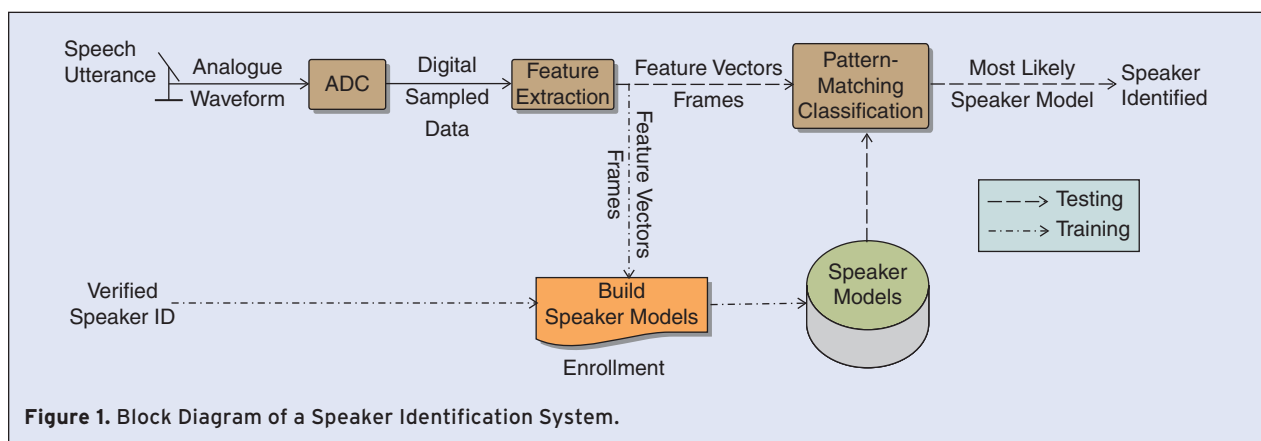 Speech
Utterance
Analogue
Waveform
ADC
Digital
Sampled
Data
Feature
Extraction
Feature Vectors
Frames
Pattern-
Matching
Classification
Most Likely
Speaker Model
Speaker
Identified
Feature Vectors
Frames
Testing
Training
Verified
Speaker ID
Build
Speaker Models
Enrollment
Speaker
Models
Figure 1. Block Diagram of a Speaker Identification System.